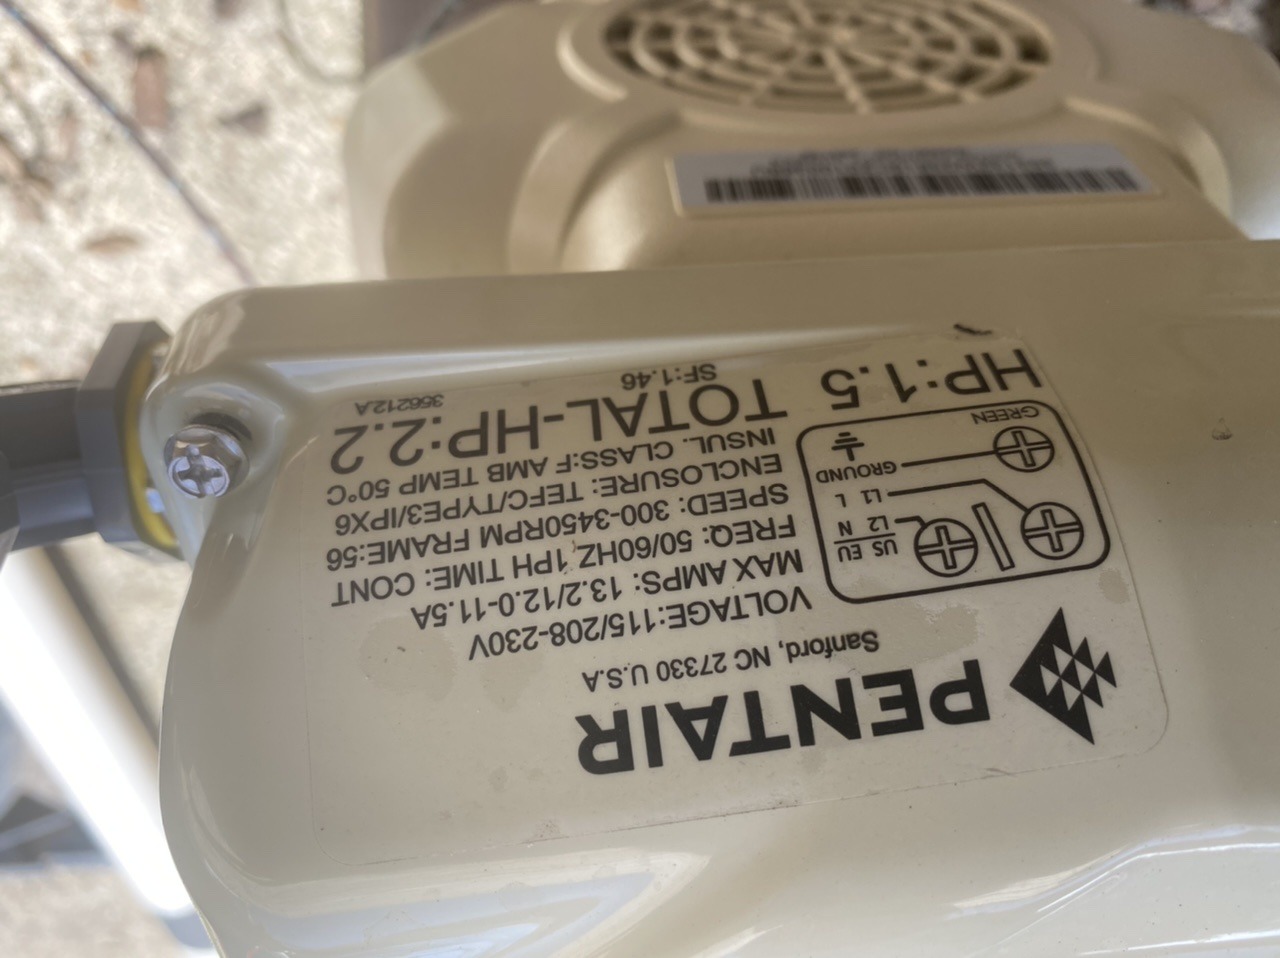 PENTAIR
Sanford, NC 27330 U.S.A
VOLTAGE:115/208-230V
MAX AMPS: 13.2/12.0-11.5A
FREQ: 50/60HZ 1PH TIME: CONT
SPEED: 300-3450RPM FRAME:56
ENCLOSURE: TEFC/TYPE3/IPX6
INSUL. CLASS:F AMB TEMP 50°C
US EU
L2 N
L1 L
GROUND
GREEN
HP:1.5 TOTAL-HP:2.2
SF:1.46
356212A